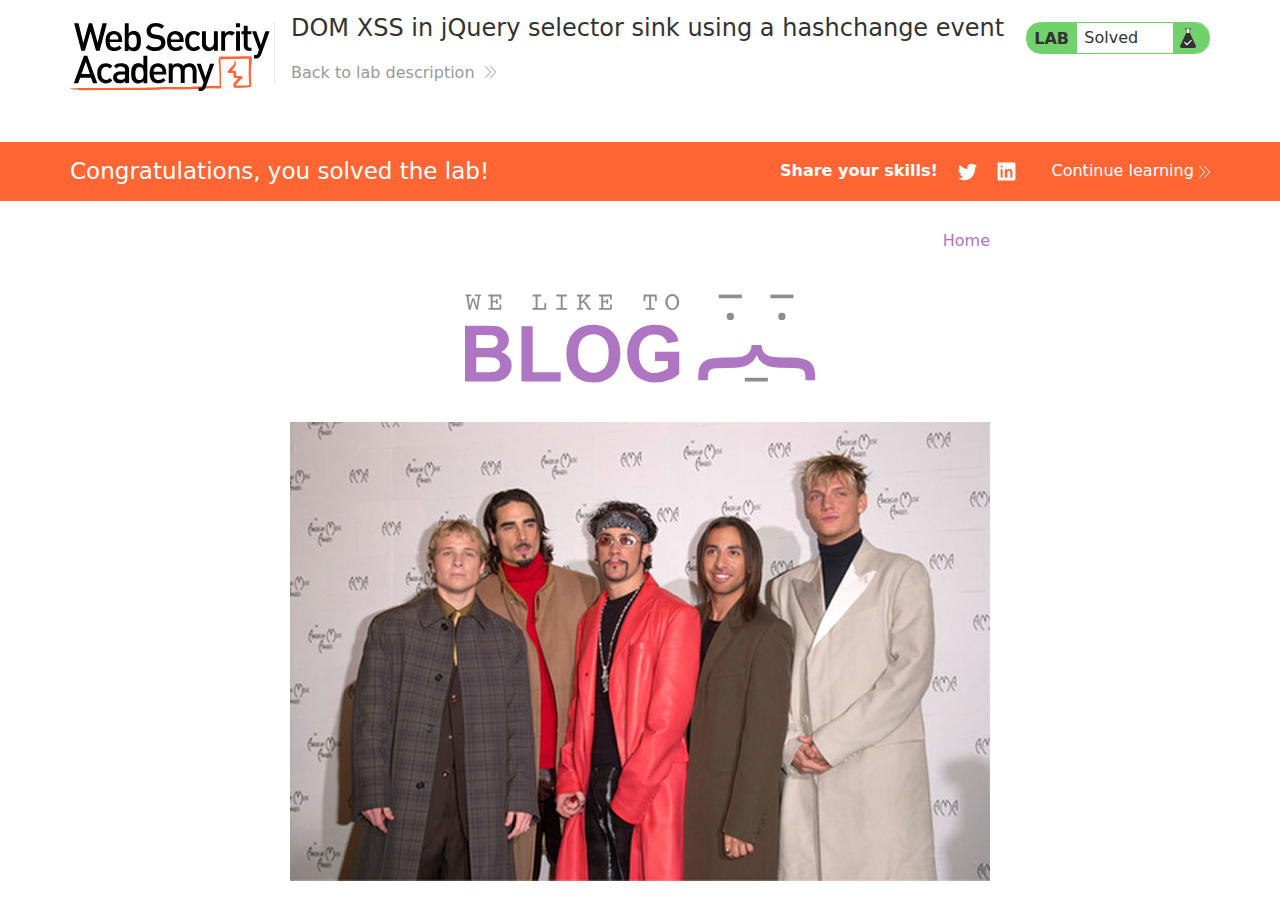 Web Security
Academy
DOM XSS in jQuery selector sink using a hashchange event
Back to lab description
LAB Solved
Congratulations, you solved the lab!
Share your skills!
Continue learning
Home
WE LIKE TO
BLOG